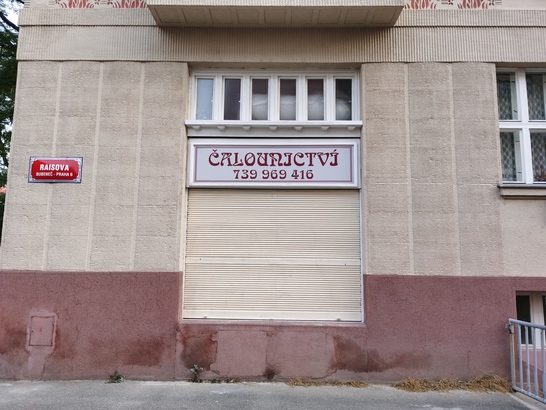 RAISOVA
BUBENEČ - PRAHA 6
ČALOUNICTVÍ
739 969 416